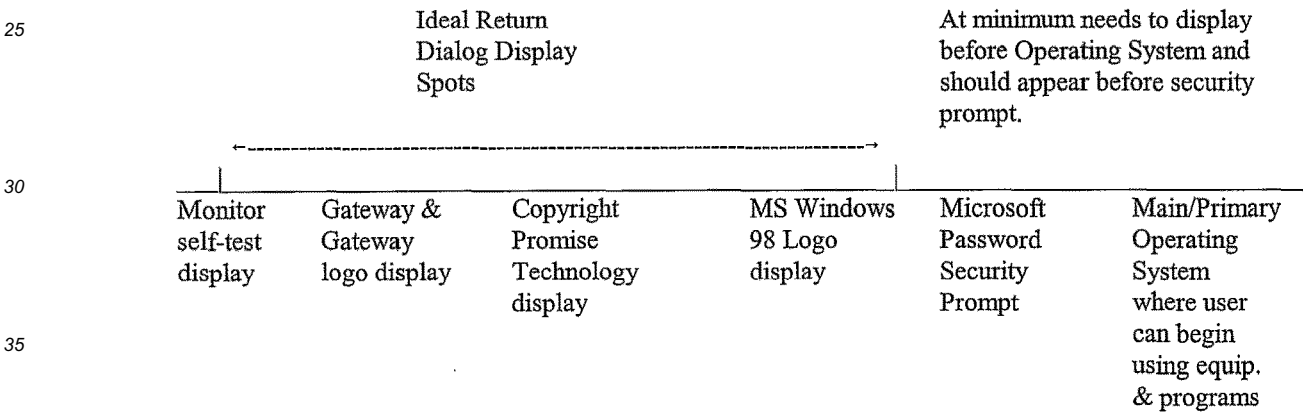 25
Ideal Return
Dialog Display
Spots
At minimum needs to display
before Operating System and
should appear before security
prompt.
30
Monitor
self-test
display
Gateway &
Gateway
logo display
Copyright
Promise
Technology
display
MS Windows
98 Logo
display
Microsoft
Password
Security
Prompt
Main/Primary
Operating
System
where user
can begin
using equip.
& programs
35